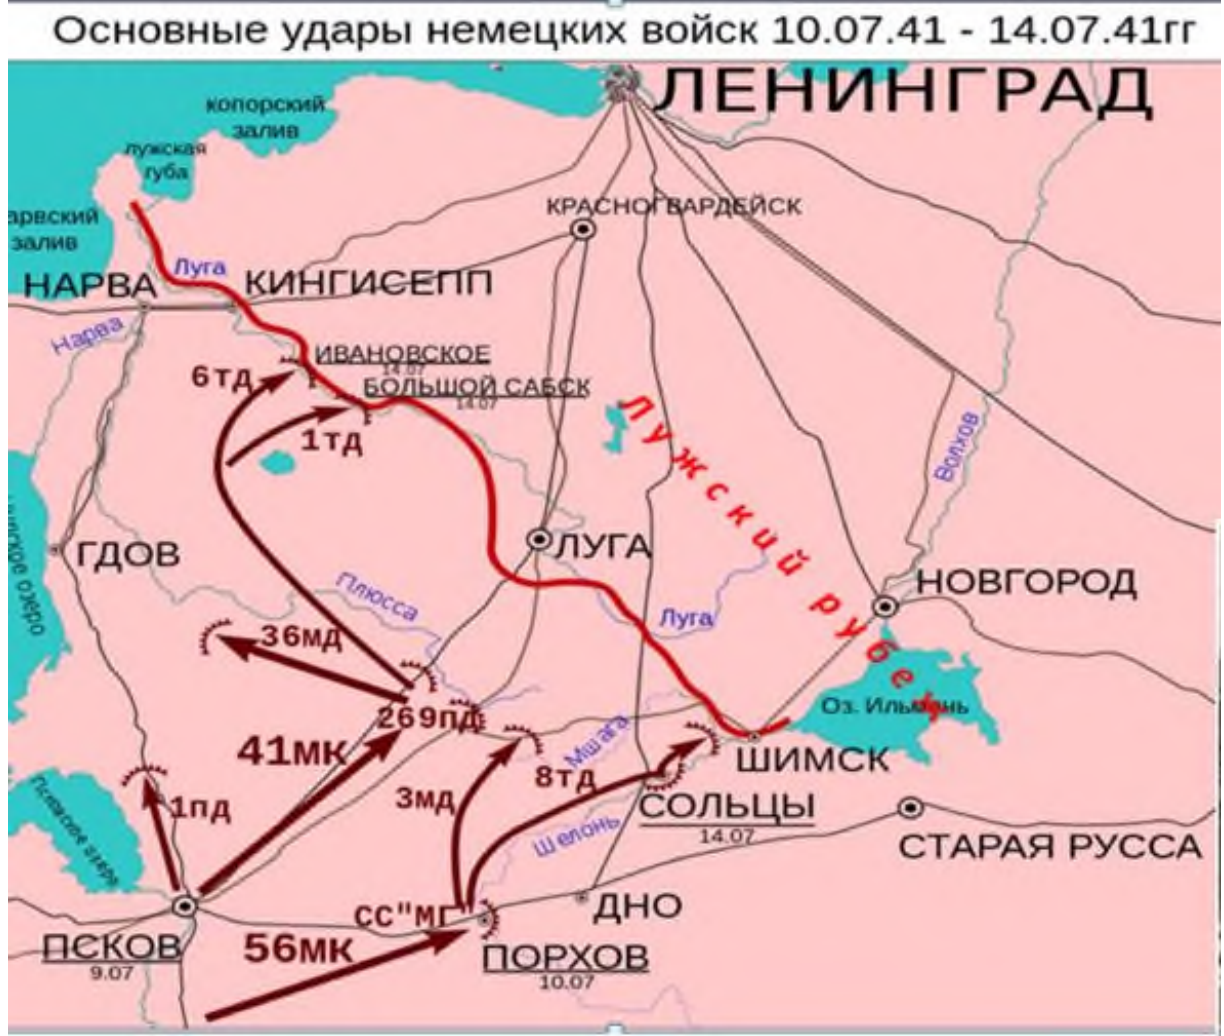 Основные удары немецких войск 10.07.41 - 14.07.41гг
ЛЕНИНГРАД
копорский
залив
лужская
губа
КРАСНОГВАРДЕЙСК
арвский
залив
Луга
НАРВА
КИНГИСЕПП
Нарва
ИВАНОВСКОЕ
14.07
6тд
БОЛЬШОЙ САБСК
14.07
1тд
Лужский рубеж
Волхов
ЛУГА
ГДОВ
НОВГОРОД
Плюсса
Луга
озеро
36мд
269пд
Оз. Ильмень
41мк
Мшага
ШИМСК
8тд
3мд
1пд
СОЛЬЦЫ
14.07
Псковское озеро
Шелонь
СТАРАЯ РУССА
ДНО
СС"МГ"
ПСКОВ
9.07
56мк
ПОРХОВ
10.07